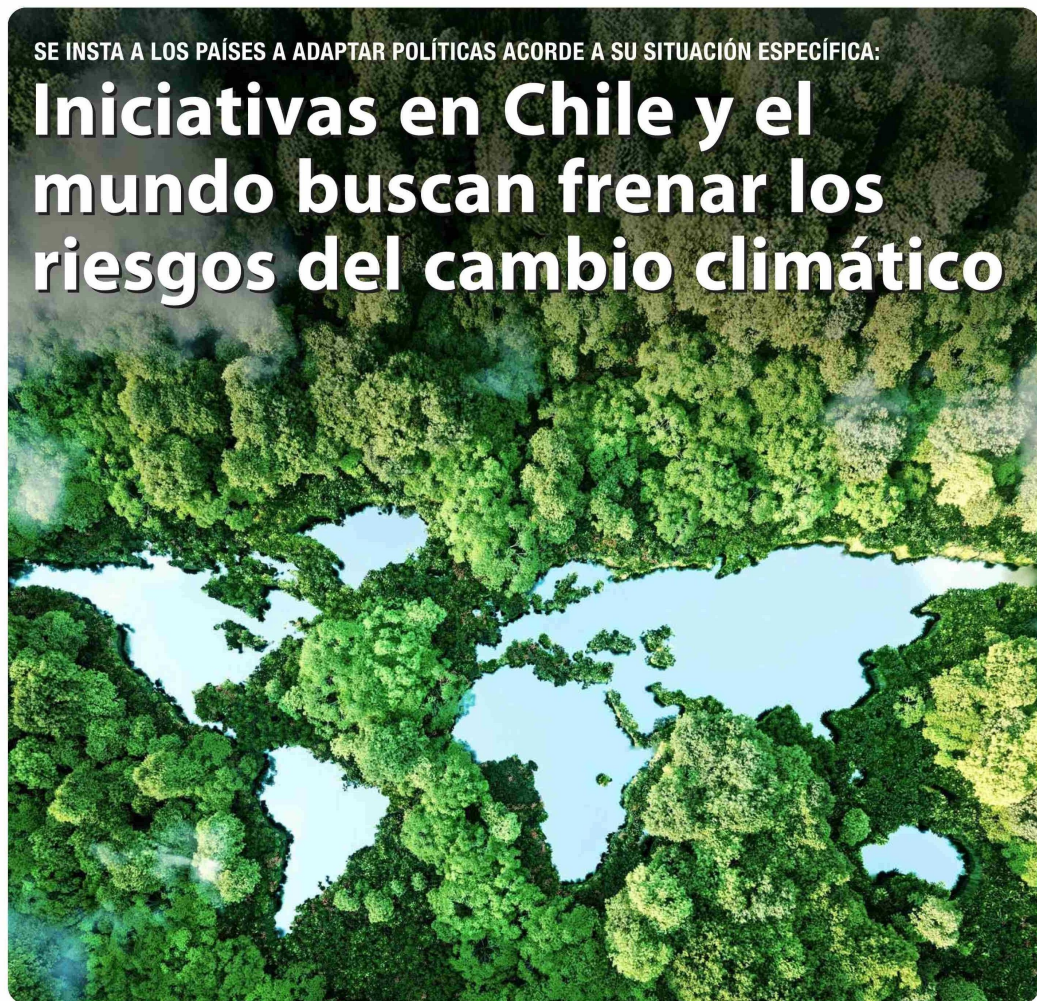 SE INSTA A LOS PAÍSES A ADAPTAR POLÍTICAS ACORDE A SU SITUACIÓN ESPECÍFICA:
Iniciativas en Chile y el
mundo buscan frenar los
riesgos del cambio climático